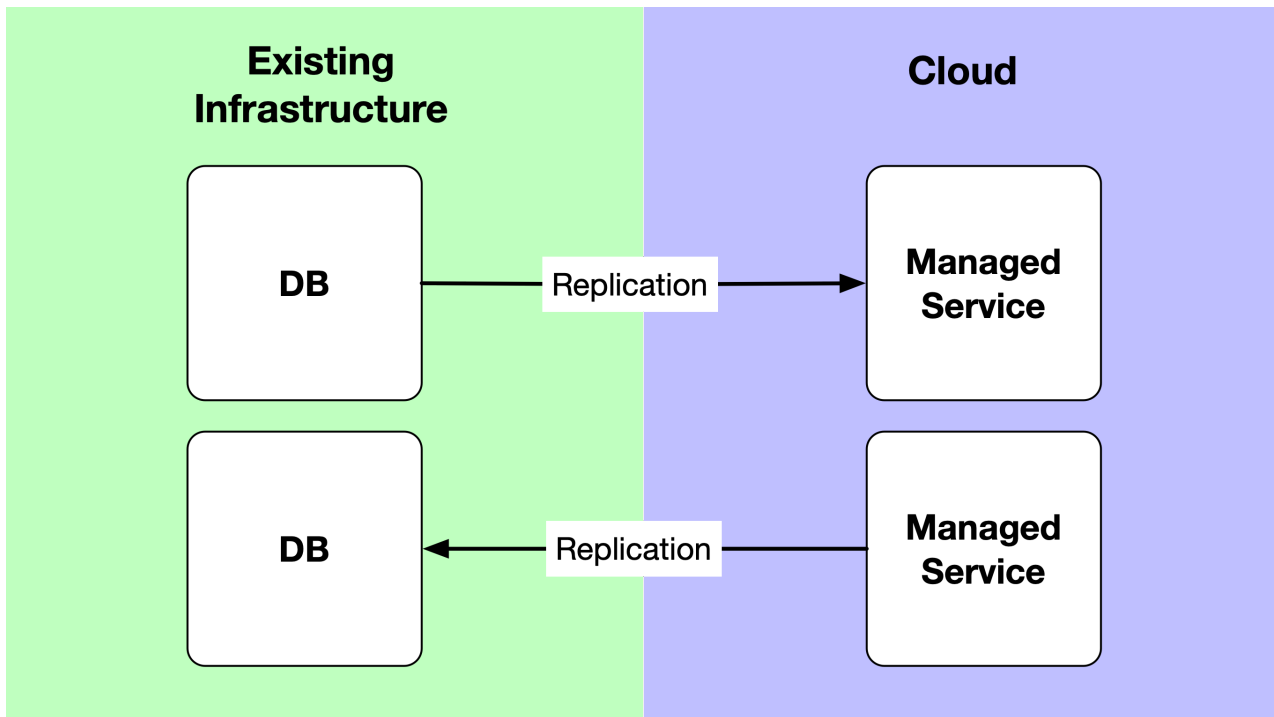 Existing
Infrastructure
Cloud
DB
Replication
Managed
Service
DB
Replication
Managed
Service